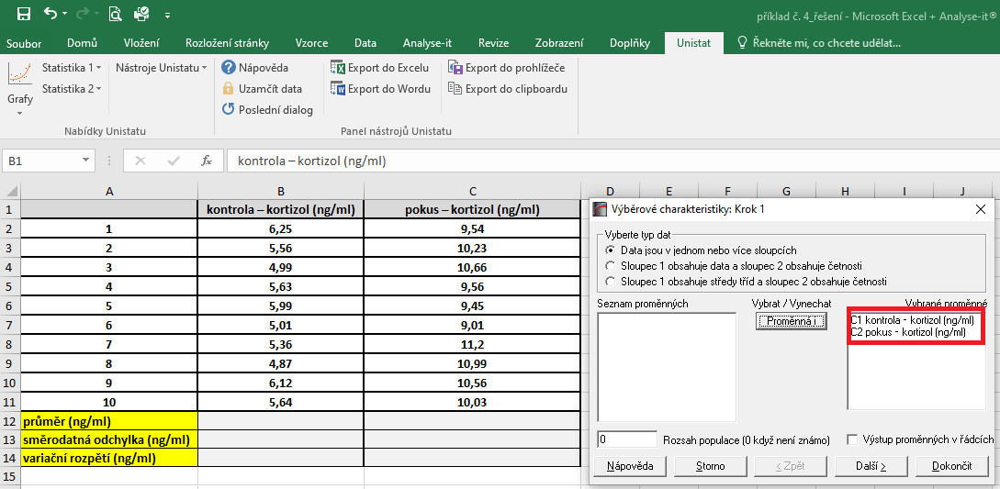 příklad č. 4_řešení - Microsoft Excel + Analyse-it®
Soubor Domů Vložení Rozložení stránky Vzorce Data Analyse-it Revize Zobrazení Doplňky Unistat Řekněte mi, co chcete udělat...
Grafy
Statistika 1
Statistika 2
Nástroje Unistatu
Nabídky Unistatu
Nápověda
Uzamčít data
Poslední dialog
Export do Excelu
Export do Wordu
Export do prohlížeče
Export do clipboardu
Panel nástrojů Unistatu
B1 fx kontrola – kortizol (ng/ml)
A B C D E F G H I J
1 kontrola – kortizol (ng/ml) pokus – kortizol (ng/ml)
2 1 6,25 9,54
3 2 5,56 10,23
4 3 4,99 10,66
5 4 5,63 9,56
6 5 5,99 9,45
7 6 5,01 9,01
8 7 5,36 11,2
9 8 4,87 10,99
10 9 6,12 10,56
11 10 5,64 10,03
12 průměr (ng/ml)
13 směrodatná odchylka (ng/ml)
14 variační rozpětí (ng/ml)
15
Výběrové charakteristiky: Krok 1
Vyberte typ dat
Data jsou v jednom nebo více sloupcích
Sloupec 1 obsahuje data a sloupec 2 obsahuje četnosti
Sloupec 1 obsahuje středy tříd a sloupec 2 obsahuje četnosti
Seznam proměnných Vybrat / Vynechat Vybrané proměnné
Proměnná i
C1 kontrola - kortizol (ng/ml)
C2 pokus - kortizol (ng/ml)
0 Rozsah populace (0 když není známo) Výstup proměnných v řádcích
Nápověda Storno < Zpět Další > Dokončit